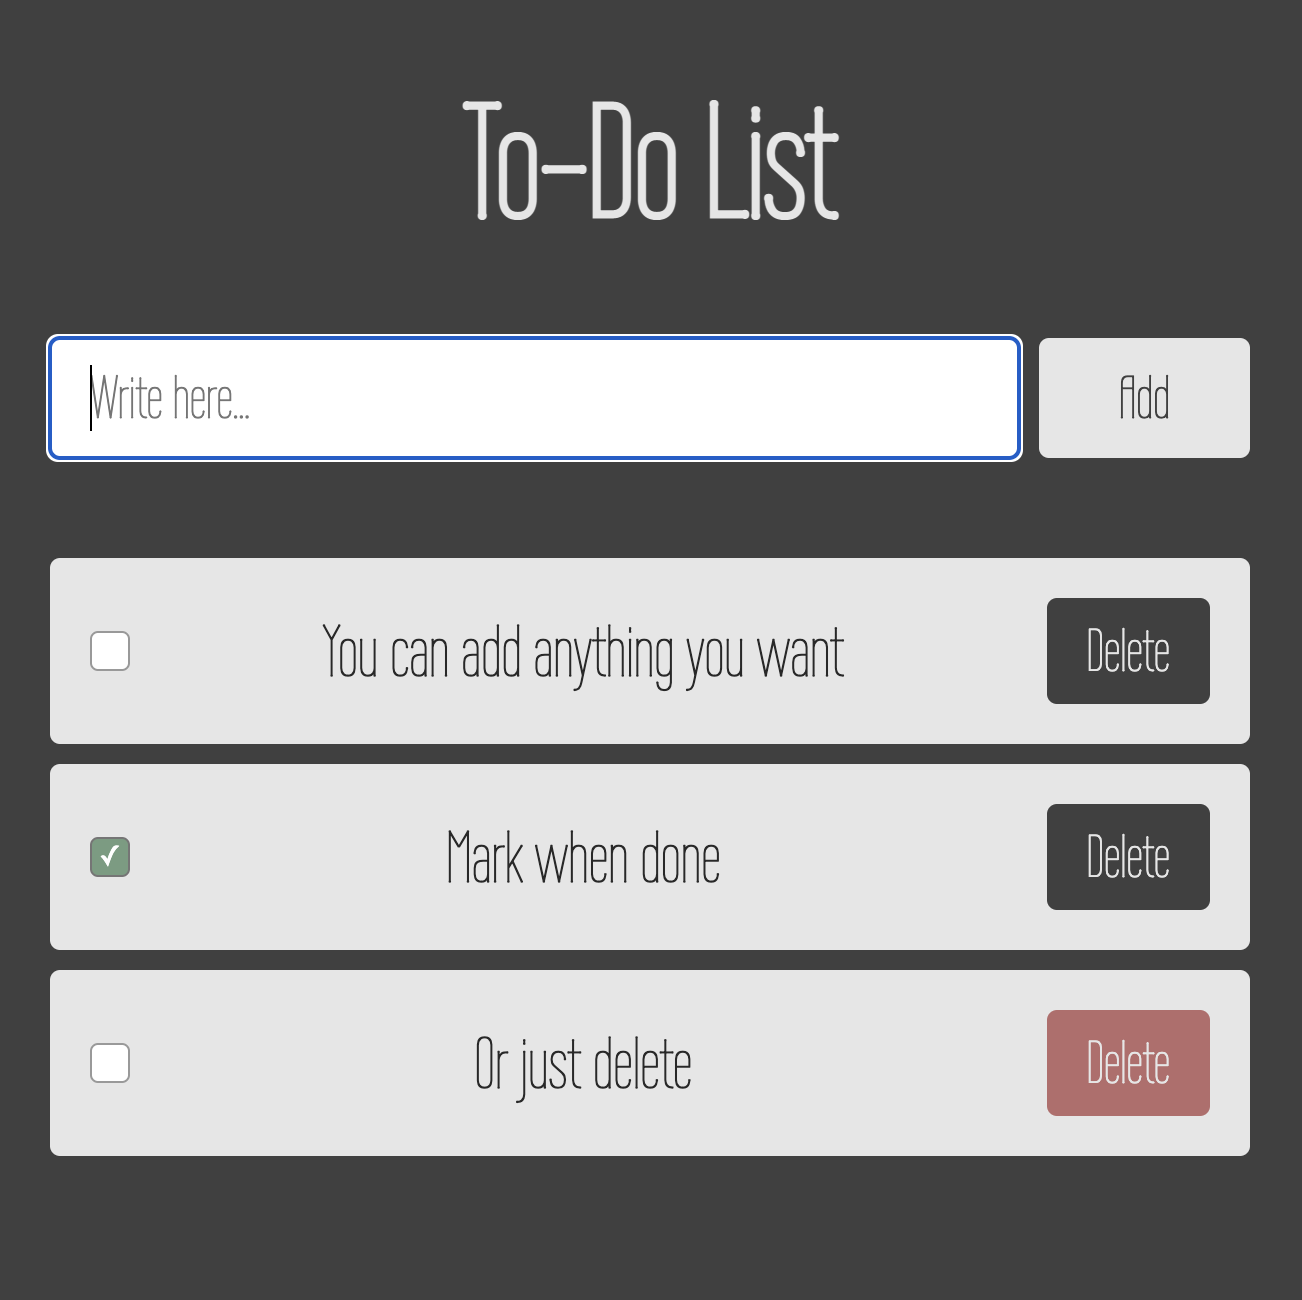 To-Do List
Write here...
Add
You can add anything you want
Delete
Mark when done
Delete
Or just delete
Delete